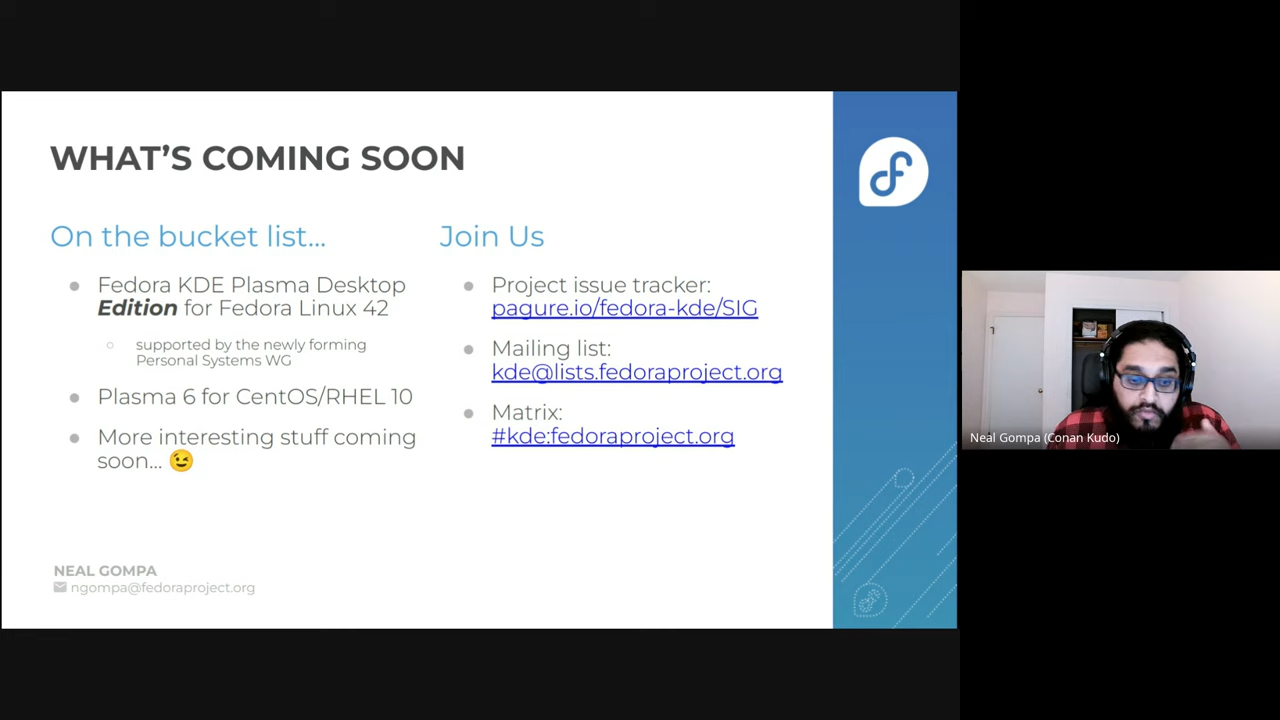 WHAT'S COMING SOON
On the bucket list...
Fedora KDE Plasma Desktop
Edition for Fedora Linux 42
supported by the newly forming
Personal Systems WG
Plasma 6 for CentOS/RHEL 10
More interesting stuff coming
soon... 😉
Join Us
Project issue tracker:
pagure.io/fedora-kde/SIG
Mailing list:
kde@lists.fedoraproject.org
Matrix:
#kde:fedoraproject.org
NEAL GOMPA
ngompa@fedoraproject.org
Neal Gompa (Conan Kudo)